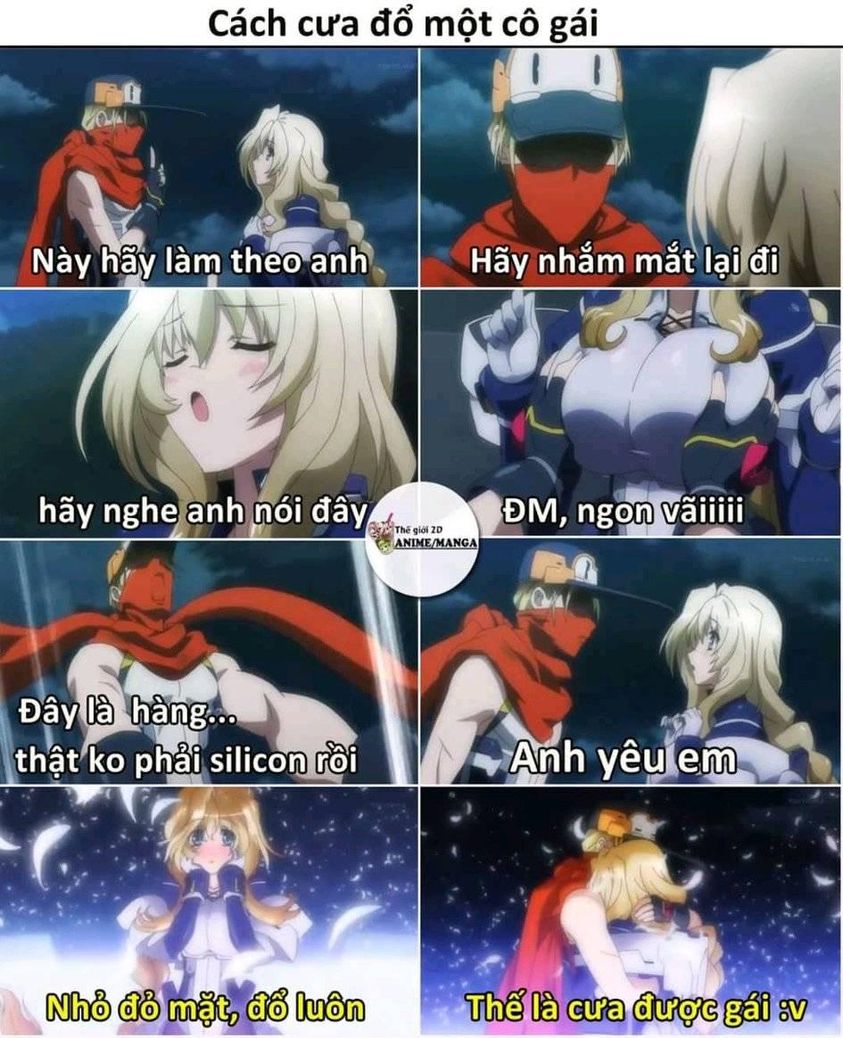 Cách cưa đổ một cô gái
Này hãy làm theo anh
Hãy nhắm mắt lại đi
hãy nghe anh nói đây
ĐM, ngon vãiiiii
Thế giới 2D
ANIME/MANGA
Đây là hàng...
thật ko phải silicon rồi
Anh yêu em
Nhỏ đỏ mặt, đổ luôn
Thế là cưa được gái :v